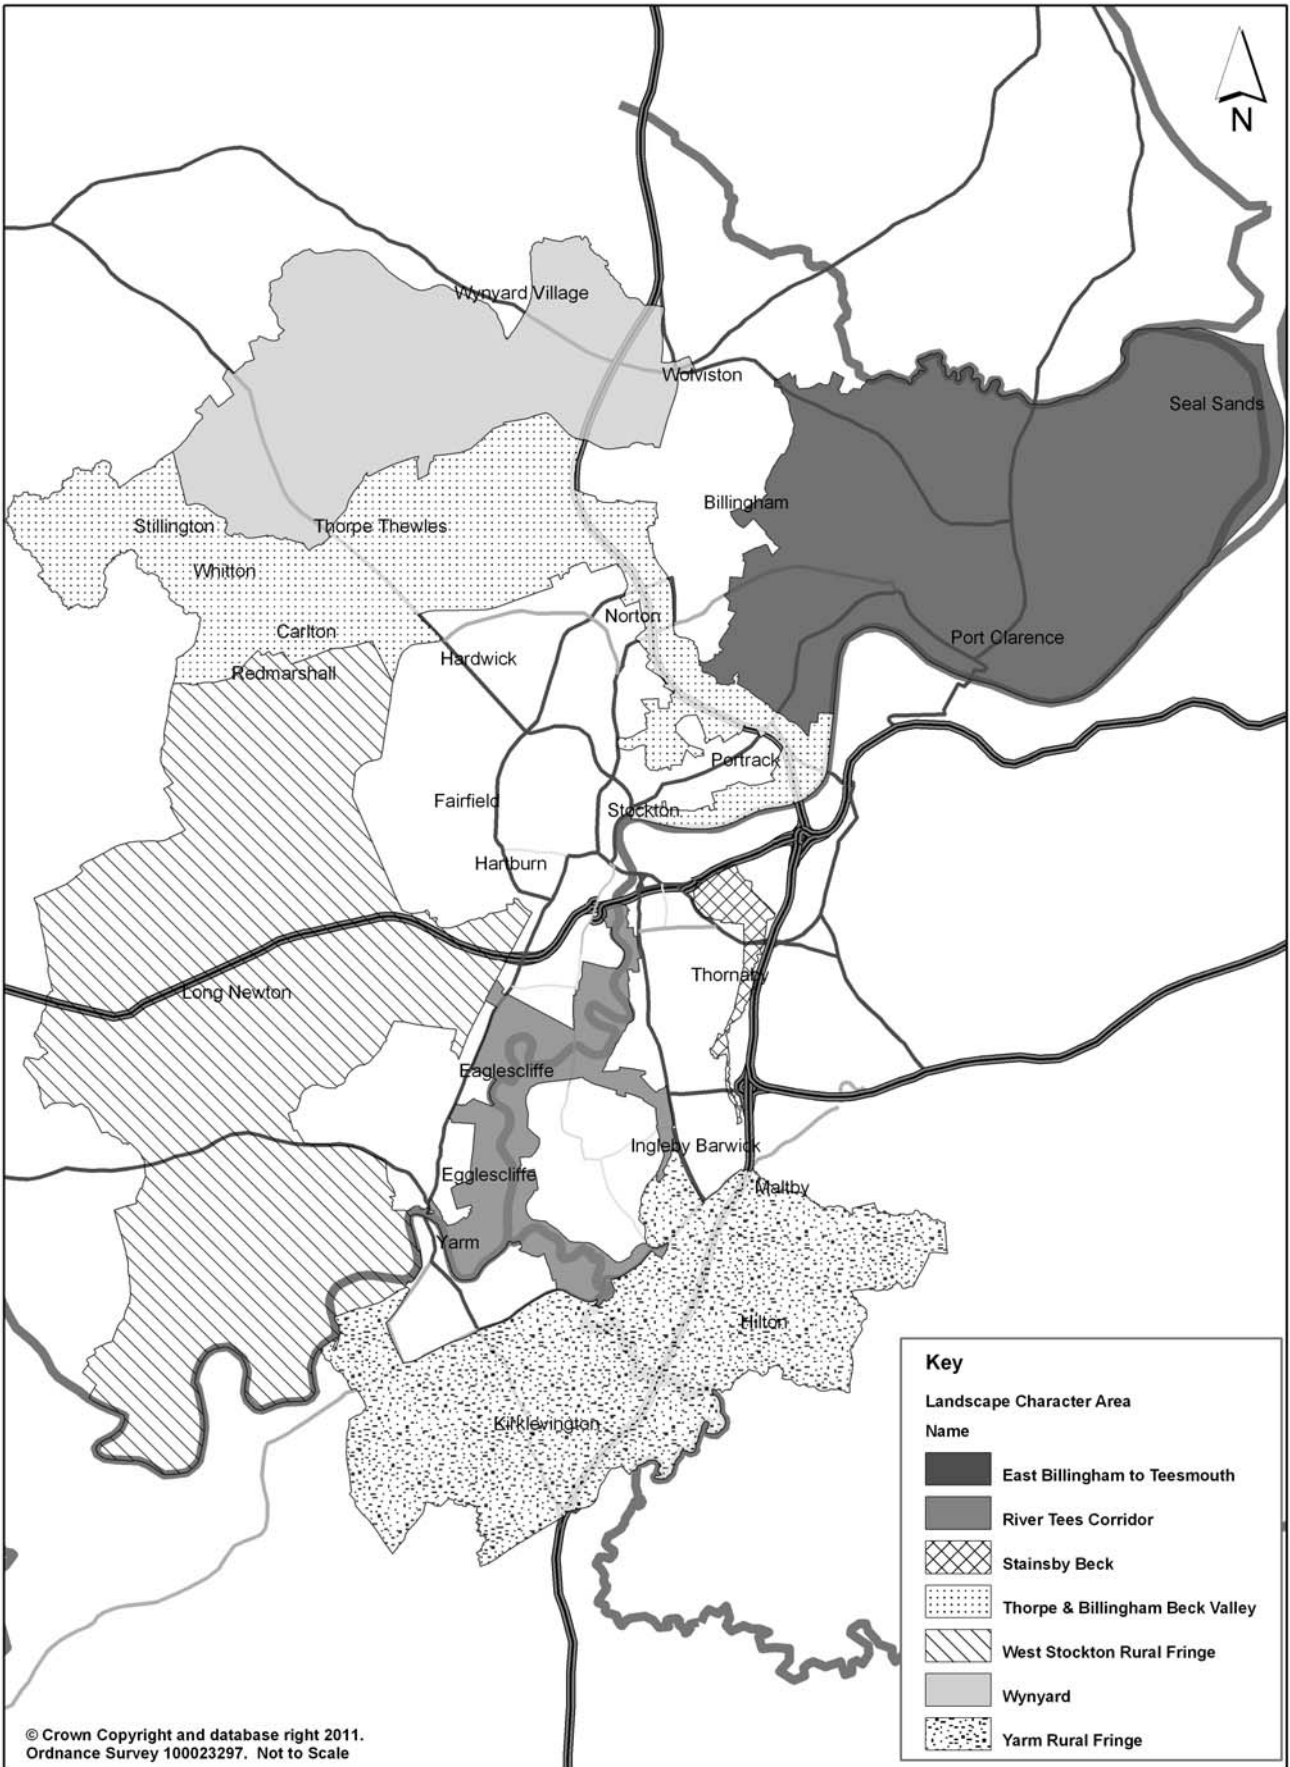 N
Wynyard Village
Wolviston
Seal Sands
Billingham
Stillington
Thorpe Thewles
Whitton
Norton
Carlton
Port Clarence
Hardwick
Redmarshall
Portrack
Fairfield
Stockton
Hartburn
Thornaby
Long Newton
Eaglescliffe
Ingleby Barwick
Egglescliffe
Maltby
Yarm
Hilton
Kirklevington
Key
Landscape Character Area
Name
East Billingham to Teesmouth
River Tees Corridor
Stainsby Beck
Thorpe & Billingham Beck Valley
West Stockton Rural Fringe
Wynyard
Yarm Rural Fringe
© Crown Copyright and database right 2011.
Ordnance Survey 100023297. Not to Scale